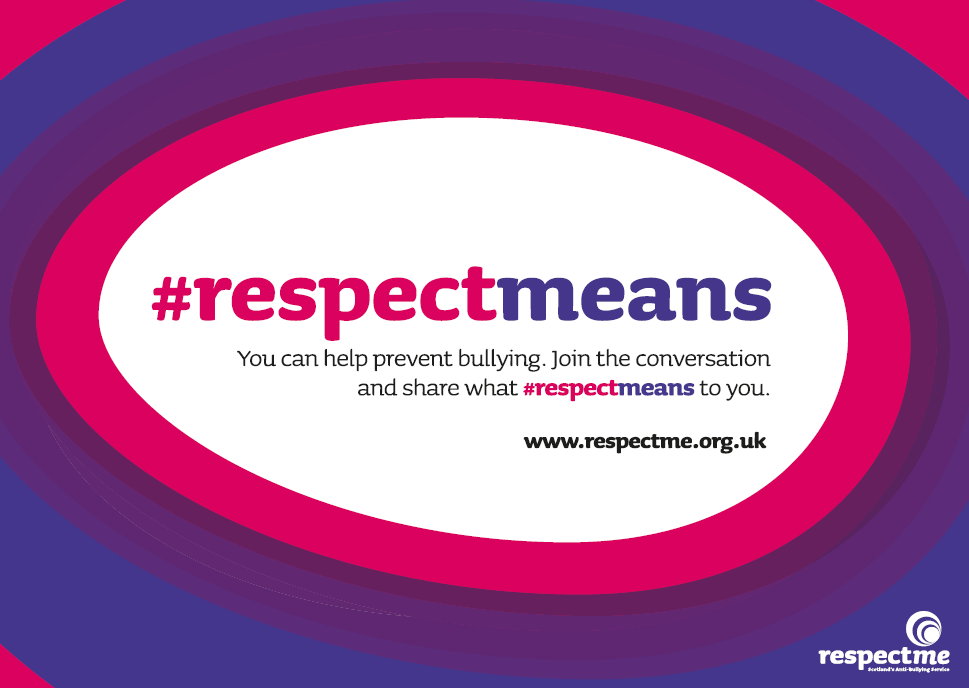 #respectmeans
You can help prevent bullying. Join the conversation
and share what #respectmeans to you.
www.respectme.org.uk
respectme
Scotland's Anti-Bullying Service